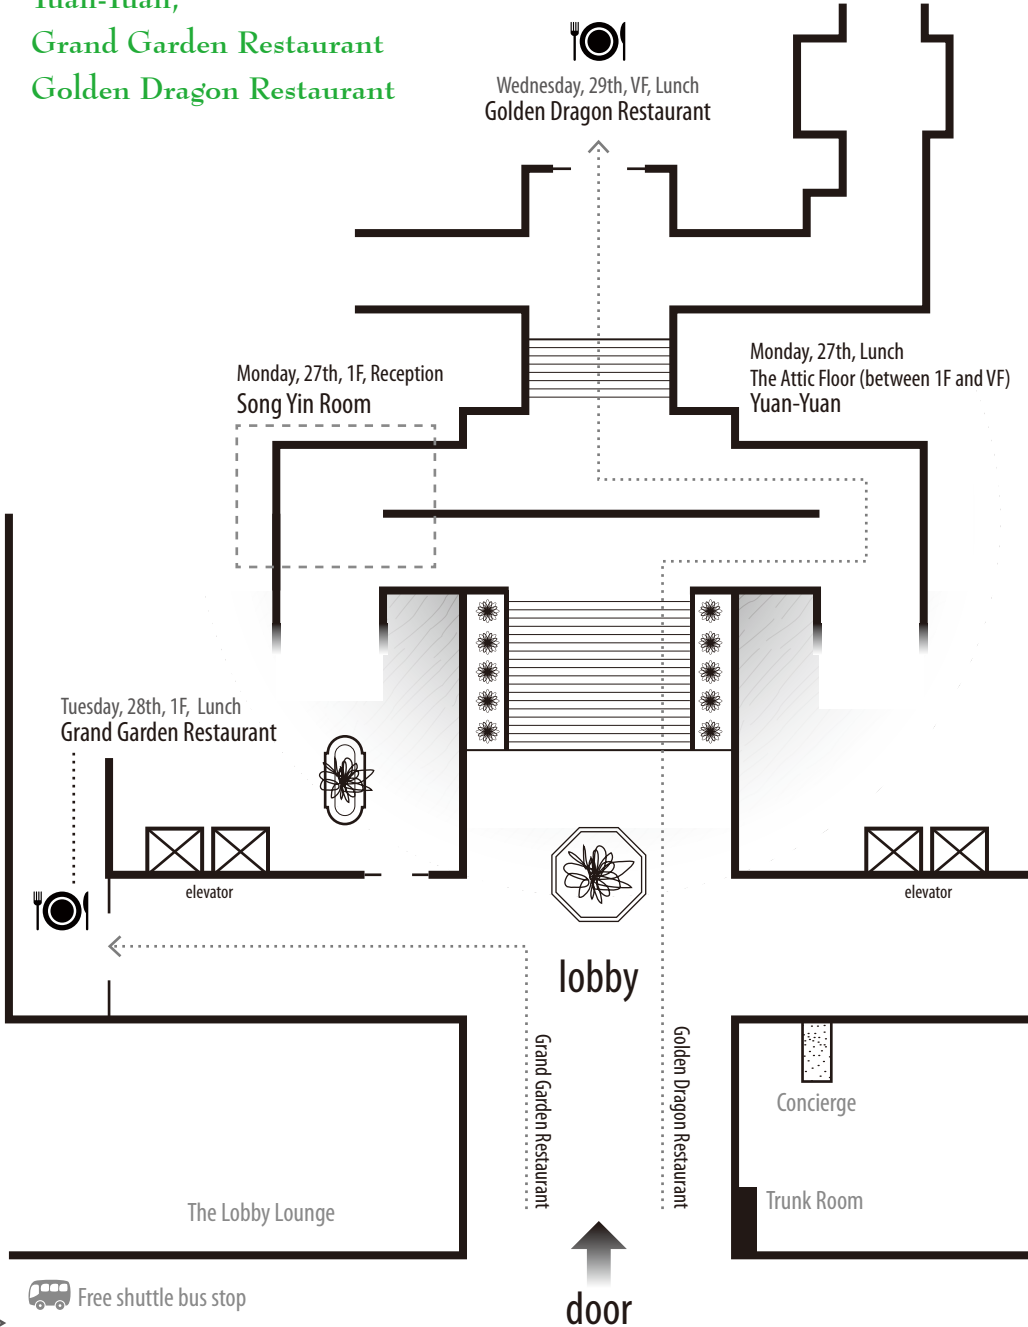 Yuan-Yuan,
Grand Garden Restaurant
Golden Dragon Restaurant
Wednesday, 29th, VF, Lunch
Golden Dragon Restaurant
Monday, 27th, 1F, Reception
Song Yin Room
Monday, 27th, Lunch
The Attic Floor (between 1F and VF)
Yuan-Yuan
Tuesday, 28th, 1F, Lunch
Grand Garden Restaurant
elevator
elevator
lobby
Grand Garden Restaurant
Golden Dragon Restaurant
Concierge
Trunk Room
The Lobby Lounge
Free shuttle bus stop
door